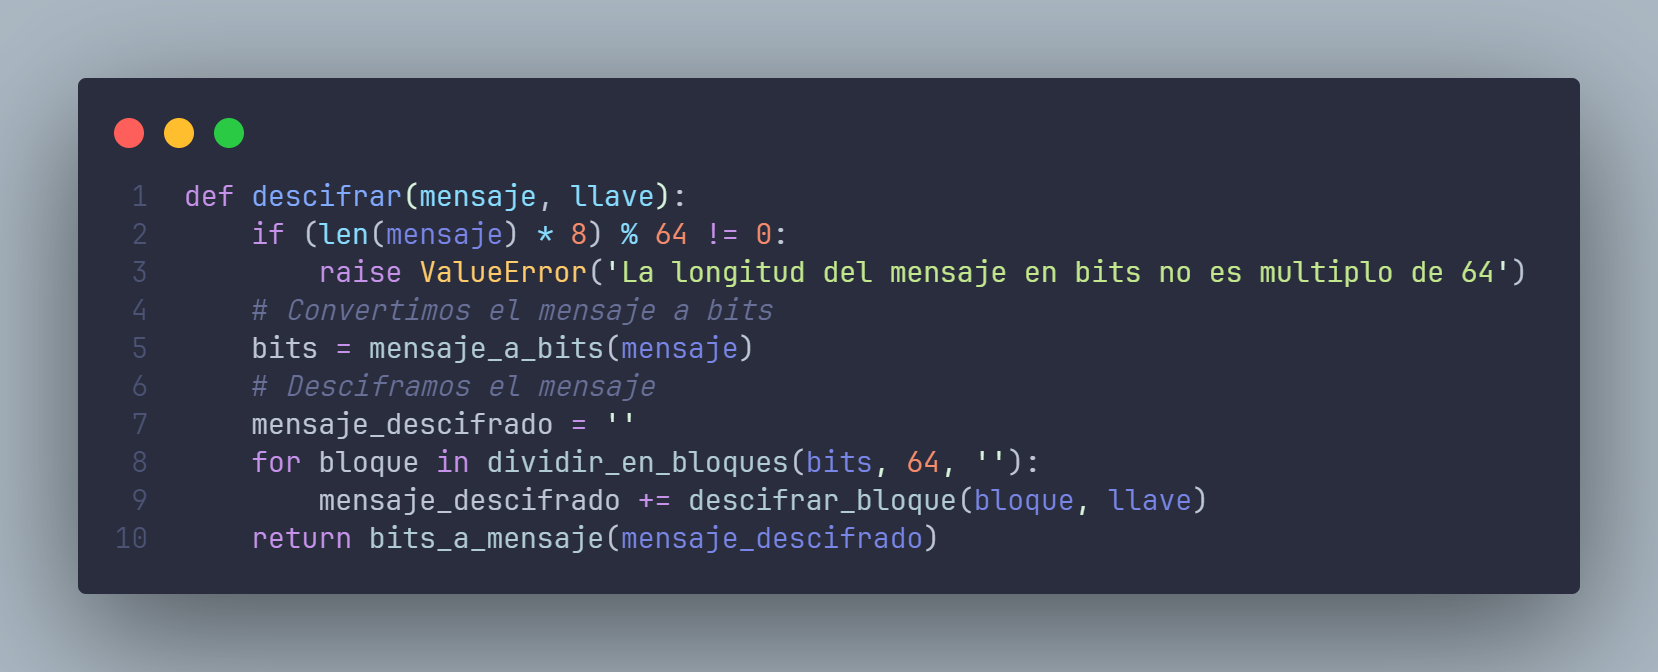 1 def descifrar(mensaje, llave):
2     if (len(mensaje) * 8) % 64 != 0:
3         raise ValueError('La longitud del mensaje en bits no es multiplo de 64')
4     # Convertimos el mensaje a bits
5     bits = mensaje_a_bits(mensaje)
6     # Desciframos el mensaje
7     mensaje_descifrado = ''
8     for bloque in dividir_en_bloques(bits, 64, ''):
9         mensaje_descifrado += descifrar_bloque(bloque, llave)
10     return bits_a_mensaje(mensaje_descifrado)